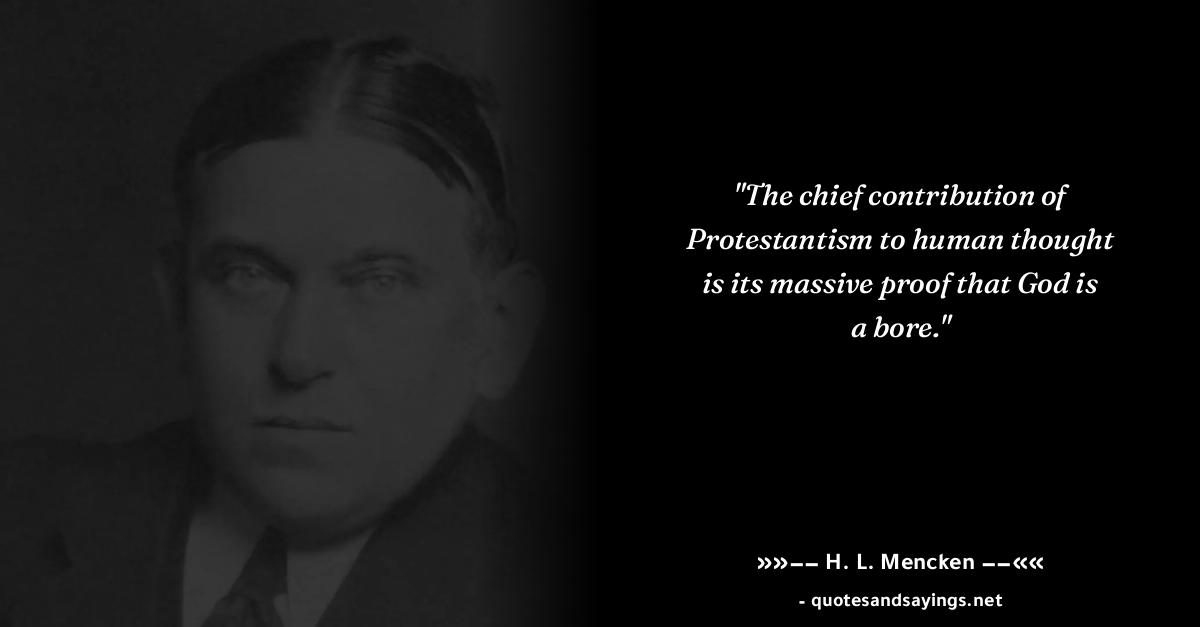 "The chief contribution of
Protestantism to human thought
is its massive proof that God is
a bore."
»»−− H. L. Mencken −−««
- quotesandsayings.net